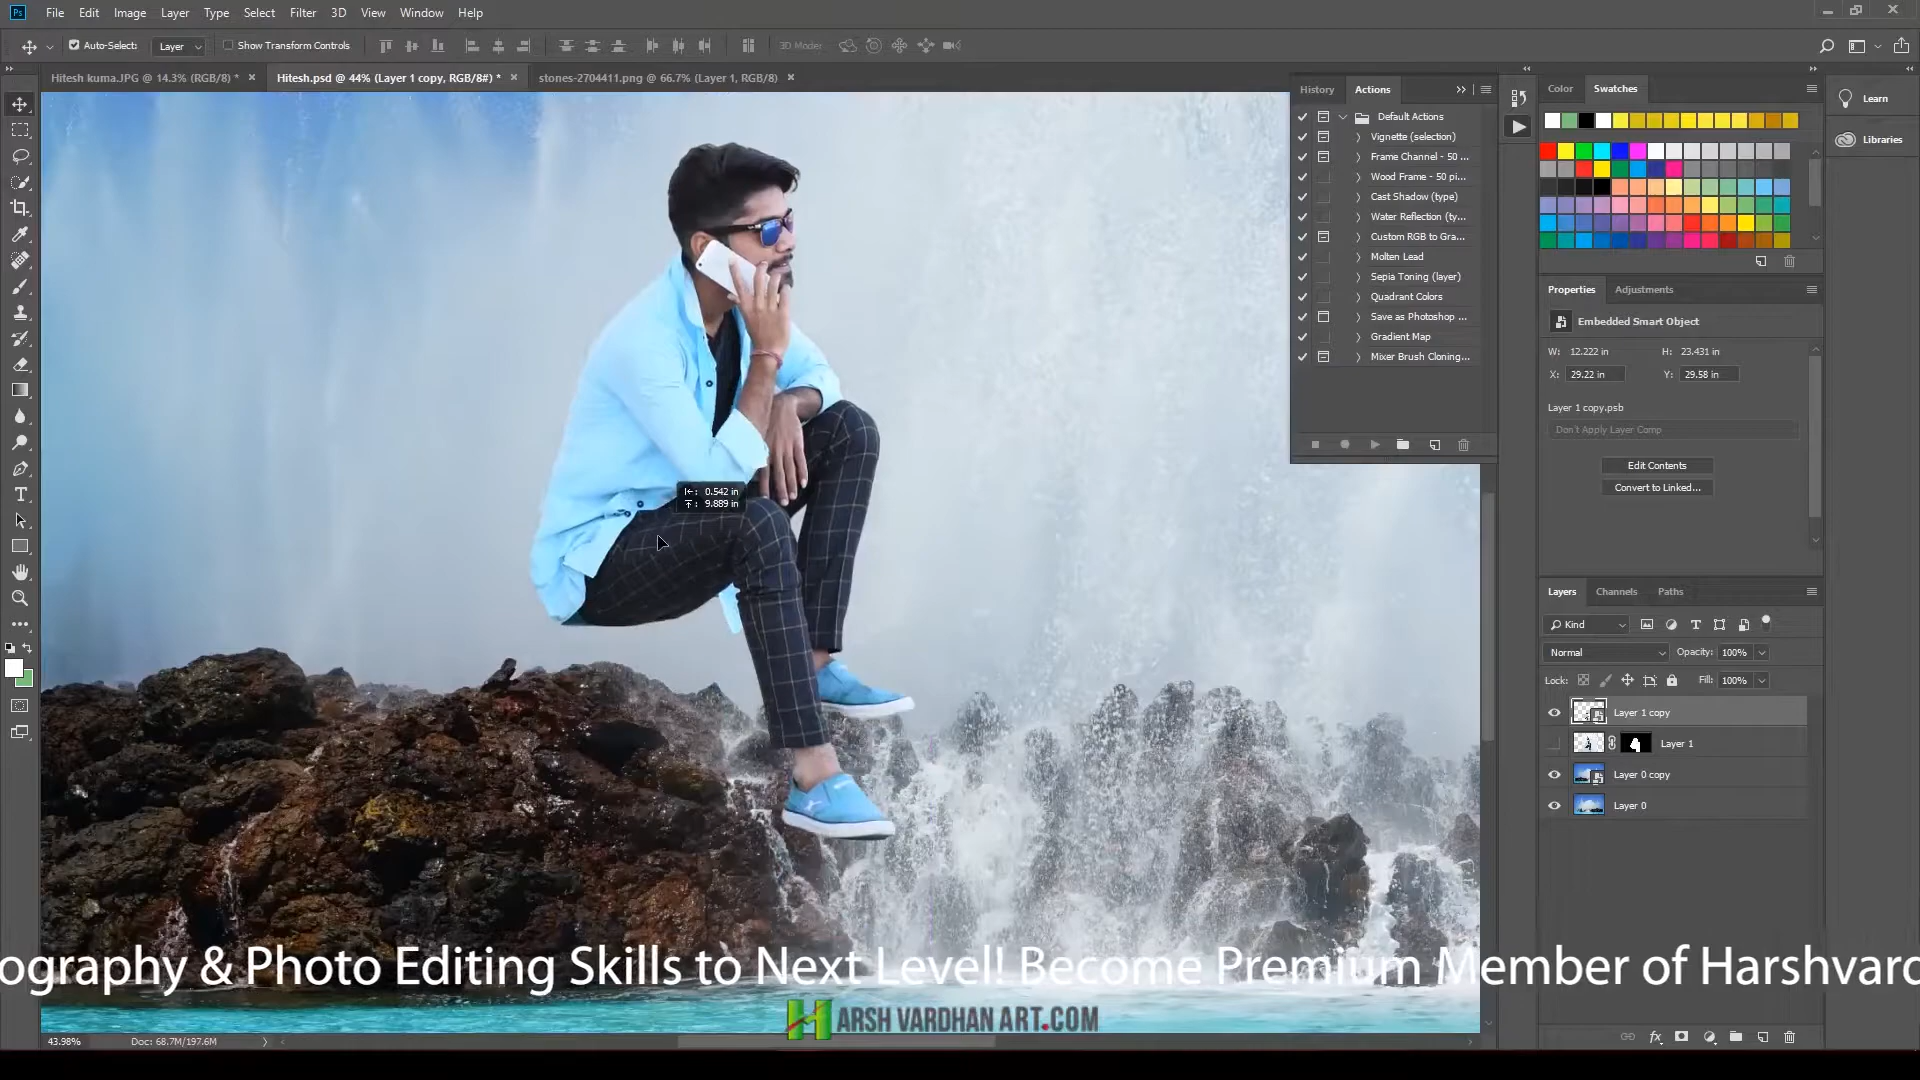 Ps File Edit Image Layer Type Select Filter 3D View Window Help
Auto-Select: Layer Show Transform Controls 3D Mode:
Hitesh kuma.JPG @ 14.3% (RGB/8) * × Hitesh.psd @ 44% (Layer 1 copy, RGB/8#) * × stones-2704411.png @ 66.7% (Layer 1, RGB/8) ×
History Actions
Default Actions
Vignette (selection)
Frame Channel - 50 ...
Wood Frame - 50 pi...
Cast Shadow (type)
Water Reflection (ty...
Custom RGB to Gra...
Molten Lead
Sepia Toning (layer)
Quadrant Colors
Save as Photoshop ...
Gradient Map
Mixer Brush Cloning...
Color Swatches
Learn
Libraries
Properties Adjustments
Embedded Smart Object
W: 12.222 in H: 23.431 in
X: 29.22 in Y: 29.58 in
Layer 1 copy.psb
Don't Apply Layer Comp
Edit Contents
Convert to Linked...
0.542 in
9.889 in
Layers Channels Paths
Kind
Normal Opacity: 100%
Lock: Fill: 100%
Layer 1 copy
Layer 1
Layer 0 copy
Layer 0
ography & Photo Editing Skills to Next Level! Become Premium Member of Harshvard
HARSH VARDHAN ART.COM
43.98% Doc: 68.7M/197.6M